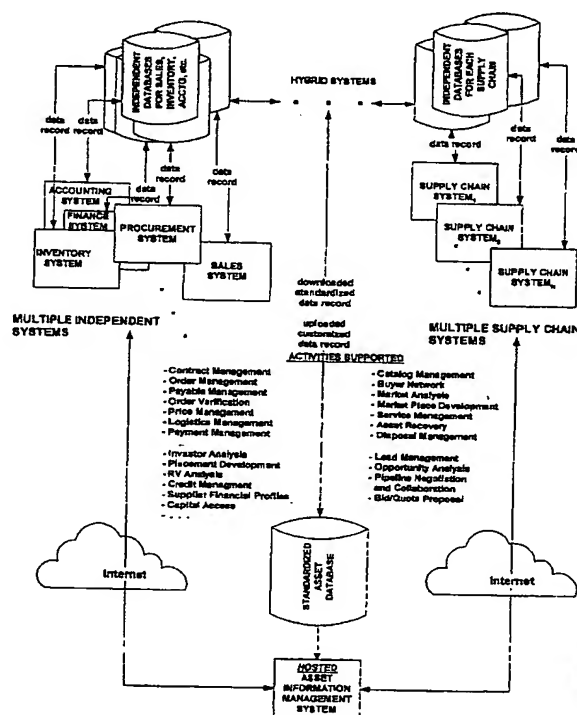 INDEPENDENT
DATABASES
FOR SALES,
INVENTORY,
ACCTG, etc.
HYBRID SYSTEMS
INDEPENDENT
DATABASES
FOR EACH
SUPPLY
CHAIN
data
record
data
record
data
record
data
record
data
record
data
record
data record
data
record
data
record
ACCOUNTING
SYSTEM
FINANCE
SYSTEM
INVENTORY
SYSTEM
PROCUREMENT
SYSTEM
SALES
SYSTEM
SUPPLY CHAIN
SYSTEM
SUPPLY CHAIN
SYSTEM
SUPPLY CHAIN
SYSTEM
MULTIPLE INDEPENDENT
SYSTEMS
MULTIPLE SUPPLY CHAIN
SYSTEMS
downloaded
standardized
data record
uploaded
customized
data record
ACTIVITIES SUPPORTED
- Contract Management
- Order Management
- Payable Management
- Order Verification
- Price Management
- Logistics Management
- Payment Management
- Investor Analysis
- Placement Development
- RV Analysis
- Credit Managment
- Supplier Financial Profiles
- Capital Access
. . . .
- Catalog Management
- Buyer Network
- Market Analysis
- Market Place Development
- Service Management
- Asset Recovery
- Disposal Management
- Lead Management
- Opportunity Analysis
- Pipeline Negotiation
and Collaboration
- Bid/Quote Proposal
Internet
STANDARDIZED
ASSET
DATABASE
Internet
HOSTED
ASSET
INFORMATION
MANAGEMENT
SYSTEM